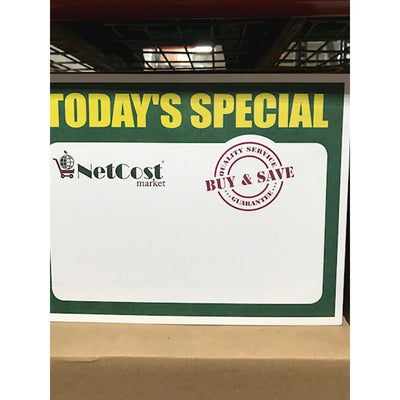 TODAY'S SPECIAL
NetCost
market
QUALITY SERVICE
BUY & SAVE
GUARANTEE